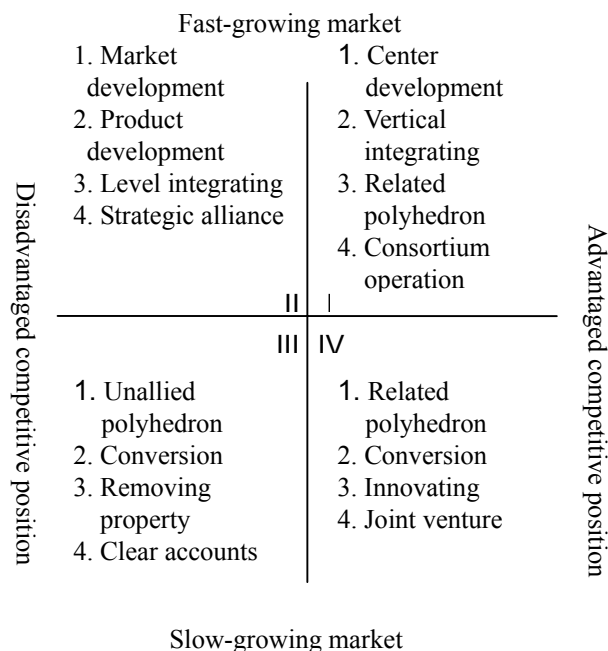 Fast-growing market
1. Market
development
2. Product
development
3. Level integrating
4. Strategic alliance
1. Center
development
2. Vertical
integrating
3. Related
polyhedron
4. Consortium
operation
Disadvantaged competitive position
Advantaged competitive position
II
I
III
IV
1. Unallied
polyhedron
2. Conversion
3. Removing
property
4. Clear accounts
1. Related
polyhedron
2. Conversion
3. Innovating
4. Joint venture
Slow-growing market